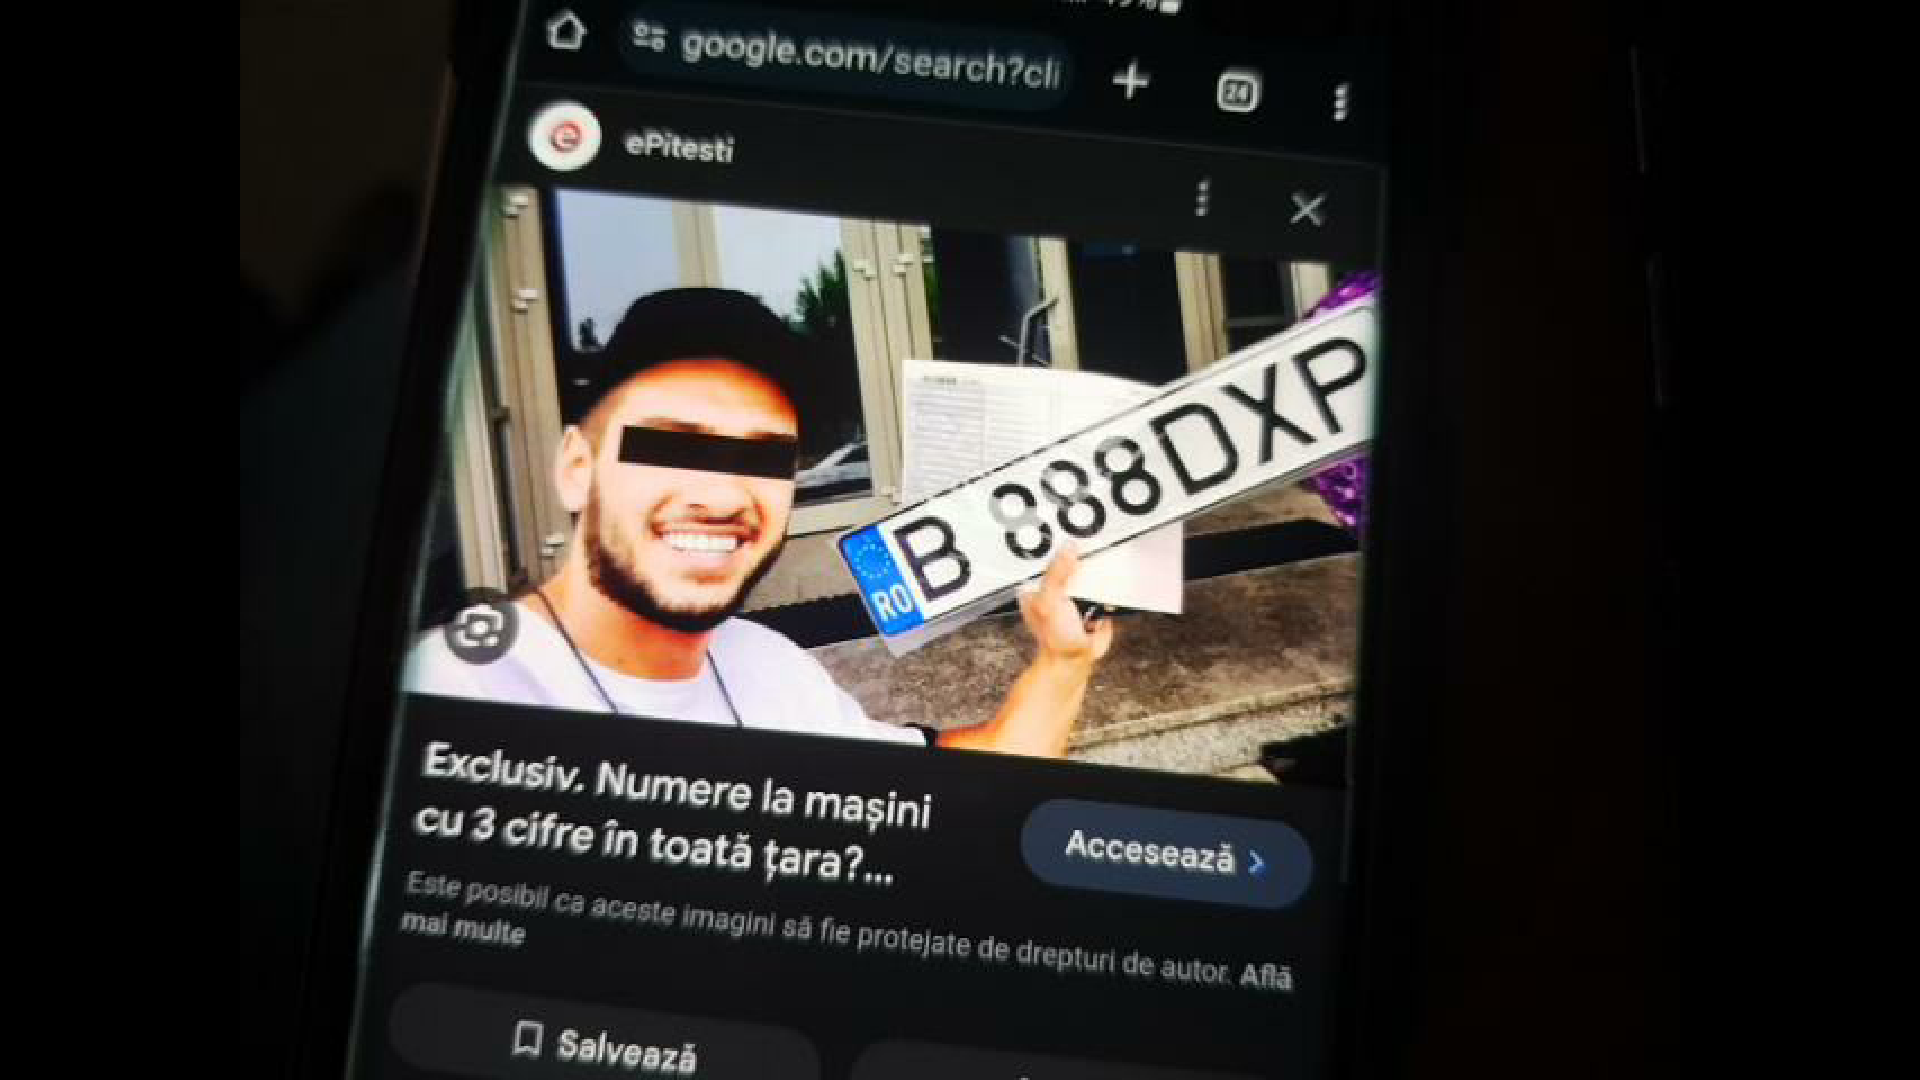 google.com/search?cli
24
ePitesti
B 888DXP
RO
Exclusiv. Numere la mașini
cu 3 cifre în toată țara?...
Accesează
Este posibil ca aceste imagini să fie protejate de drepturi de autor. Află
mai multe
Salvează